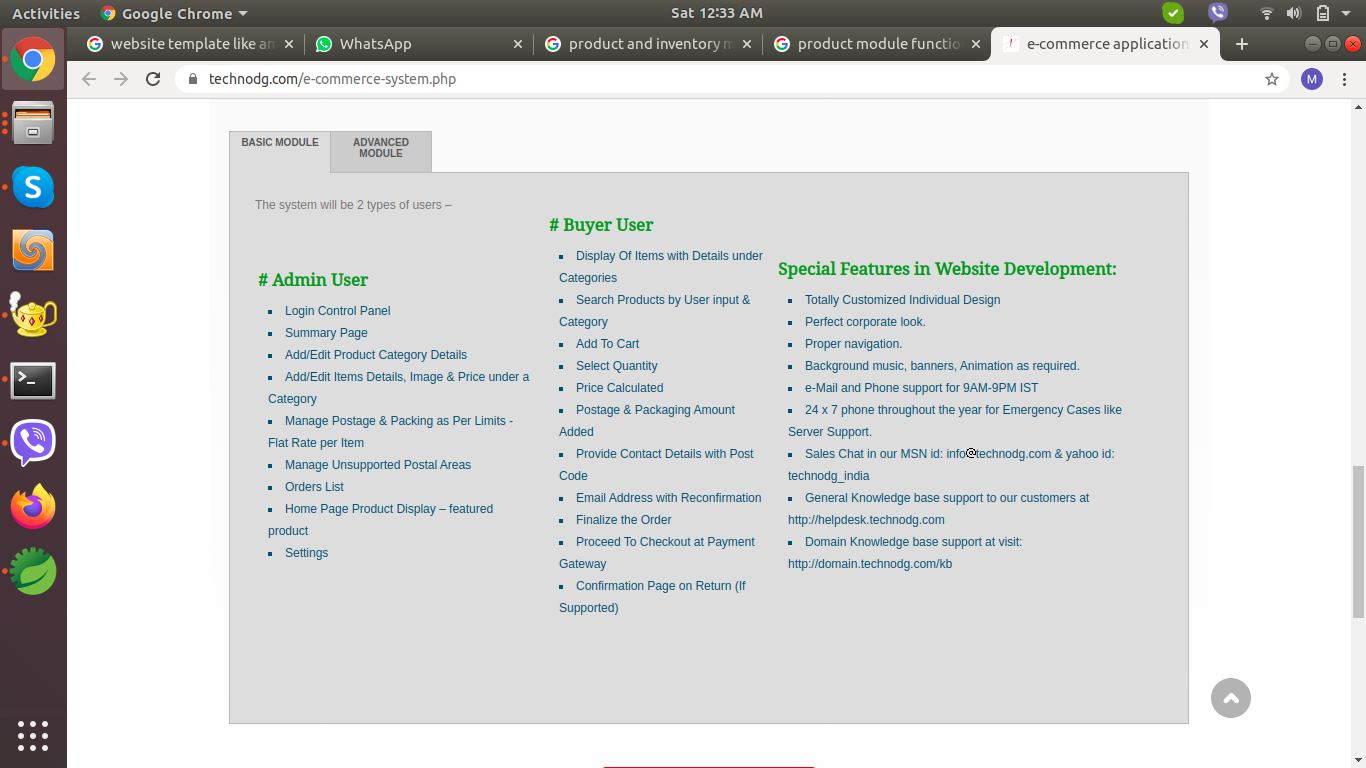 Activities
Google Chrome
Sat 12:33 AM
website template like an
WhatsApp
product and inventory m
product module functio
e-commerce application
technodg.com/e-commerce-system.php
M
BASIC MODULE
ADVANCED
MODULE
The system will be 2 types of users –
# Admin User
Login Control Panel
Summary Page
Add/Edit Product Category Details
Add/Edit Items Details, Image & Price under a
Category
Manage Postage & Packing as Per Limits -
Flat Rate per Item
Manage Unsupported Postal Areas
Orders List
Home Page Product Display – featured
product
Settings
# Buyer User
Display Of Items with Details under
Categories
Search Products by User input &
Category
Add To Cart
Select Quantity
Price Calculated
Postage & Packaging Amount
Added
Provide Contact Details with Post
Code
Email Address with Reconfirmation
Finalize the Order
Proceed To Checkout at Payment
Gateway
Confirmation Page on Return (If
Supported)
Special Features in Website Development:
Totally Customized Individual Design
Perfect corporate look.
Proper navigation.
Background music, banners, Animation as required.
e-Mail and Phone support for 9AM-9PM IST
24 x 7 phone throughout the year for Emergency Cases like
Server Support.
Sales Chat in our MSN id: info@technodg.com & yahoo id:
technodg_india
General Knowledge base support to our customers at
http://helpdesk.technodg.com
Domain Knowledge base support at visit:
http://domain.technodg.com/kb